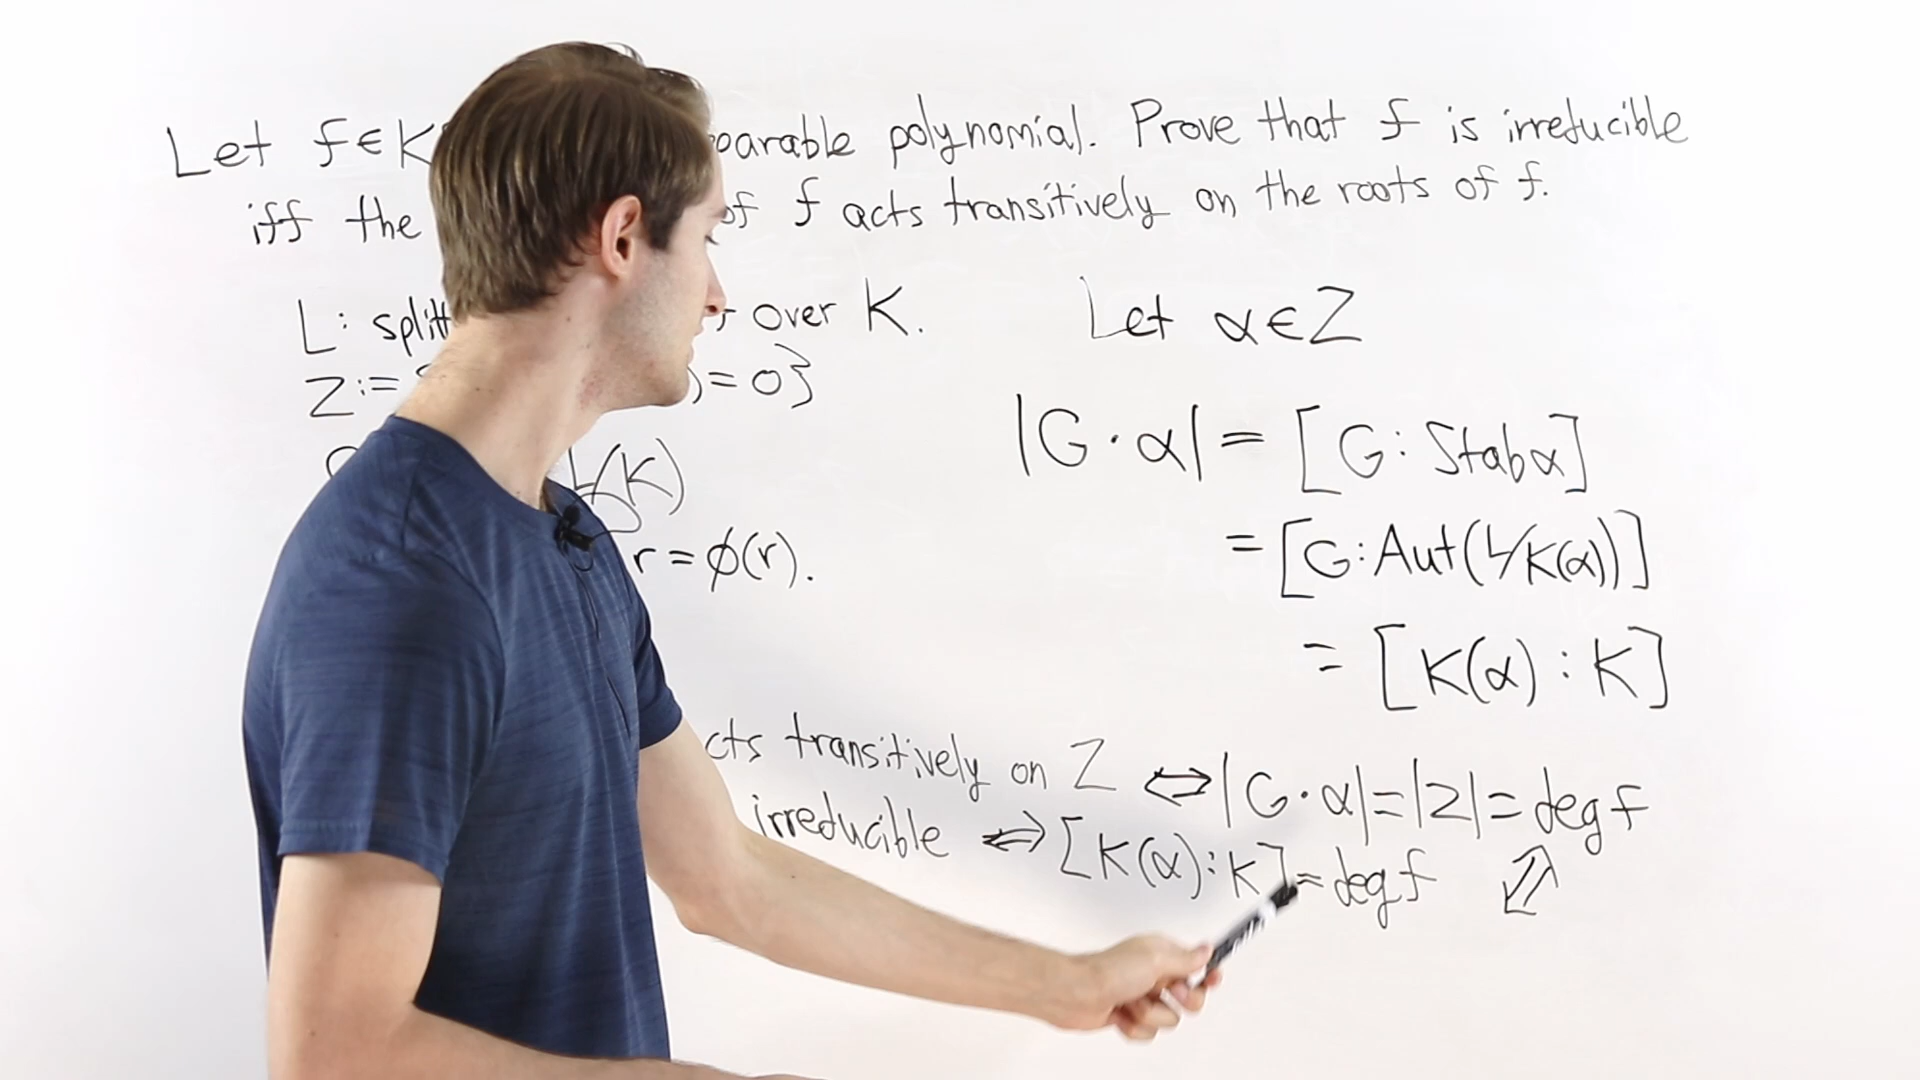 Let f ∈ K parable polynomial. Prove that f is irreducible
iff the of f acts transitively on the roots of f.
L: splitt over K.
Z := ) = 0}
L/K)
r = ϕ(r).
Let α ∈ Z
|G · α| = [G : Stab α]
= [G : Aut(L/K(α))]
= [K(α) : K]
cts transitively on Z ⇔ |G · α| = |Z| = deg f
irreducible ⇔ [K(α) : K] = deg f ⇕